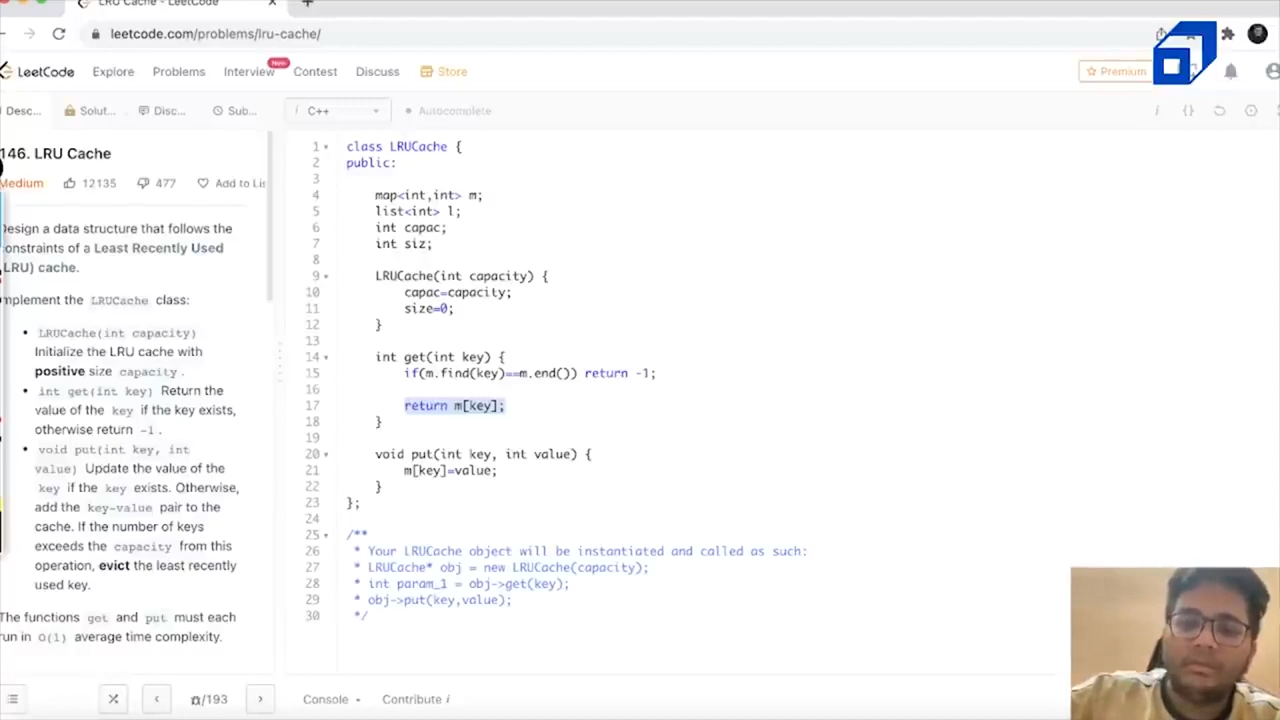 LRU Cache - LeetCode
leetcode.com/problems/lru-cache/
LeetCode Explore Problems Interview New Contest Discuss Store Premium
Desc... Solut... Disc... Sub... i C++ Autocomplete
146. LRU Cache
Medium 12135 477 Add to Lis
Design a data structure that follows the
constraints of a Least Recently Used
(LRU) cache.
Implement the LRUCache class:
LRUCache(int capacity)
Initialize the LRU cache with
positive size capacity.
int get(int key) Return the
value of the key if the key exists,
otherwise return -1.
void put(int key, int
value) Update the value of the
key if the key exists. Otherwise,
add the key-value pair to the
cache. If the number of keys
exceeds the capacity from this
operation, evict the least recently
used key.
The functions get and put must each
run in O(1) average time complexity.
1 class LRUCache {
2 public:
3
4 map<int,int> m;
5 list<int> l;
6 int capac;
7 int siz;
8
9 LRUCache(int capacity) {
10 capac=capacity;
11 size=0;
12 }
13
14 int get(int key) {
15 if(m.find(key)==m.end()) return -1;
16
17 return m[key];
18 }
19
20 void put(int key, int value) {
21 m[key]=value;
22 }
23 };
24
25 /**
26 * Your LRUCache object will be instantiated and called as such:
27 * LRUCache* obj = new LRUCache(capacity);
28 * int param_1 = obj->get(key);
29 * obj->put(key,value);
30 */
/193 Console Contribute i